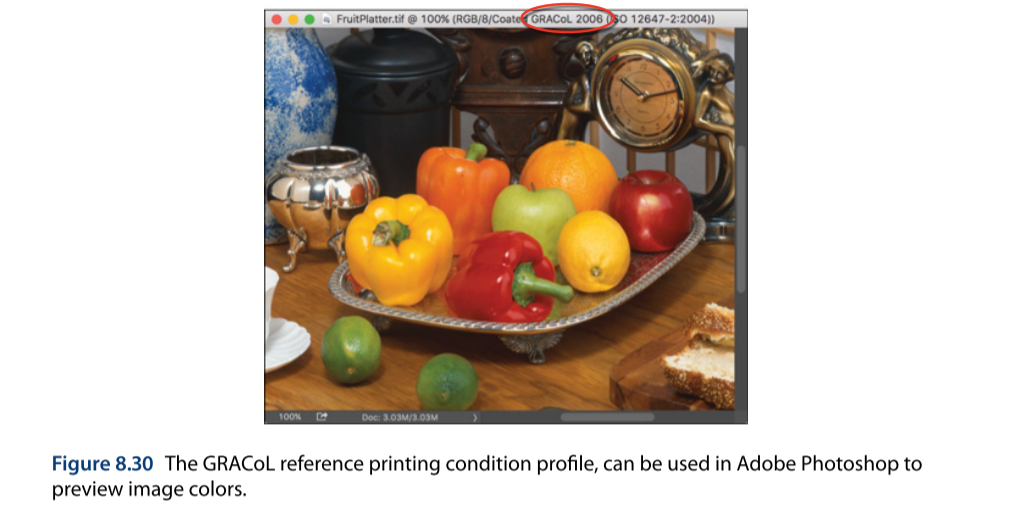 FruitPlatter.tif @ 100% (RGB/8/Coated GRACoL 2006 (ISO 12647-2:2004))
100%
Doc: 3.03M/3.03M
Figure 8.30 The GRACoL reference printing condition profile, can be used in Adobe Photoshop to
preview image colors.